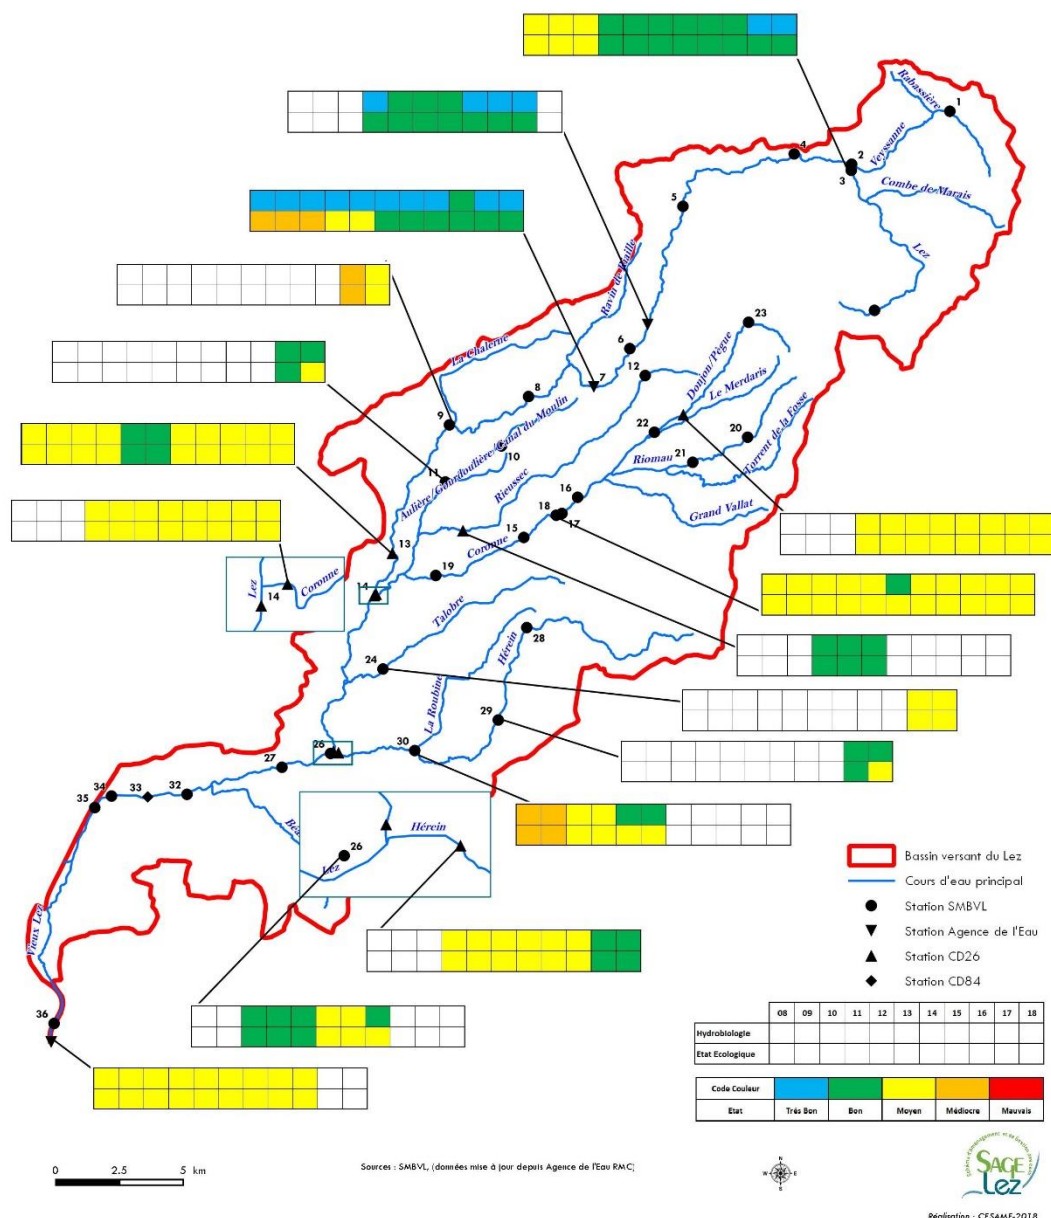 Rabassière
1
Veyssanne
4
2
3
Combe de Marais
5
Lez
Ravin de Riaille
23
La Chalerne
6
7
12
Donjon/Pègue
Le Merdaris
8
9
Aulière/Gourdoulière/Canal du Moulin
10
22
20
Torrent de la Fosse
11
Riomau
21
Rieussec
16
18
17
Grand Vallat
13
15
Coronne
19
Lez
14
Coronne
14
Talobre
28
Hérein
24
La Roubine
29
26
30
27
34
33
32
35
Hérein
26
Lez
Vieux Lez
36
Bassin versant du Lez
Cours d'eau principal
Station SMBVL
Station Agence de l'Eau
Station CD26
Station CD84
08 09 10 11 12 13 14 15 16 17 18
Hydrobiologie
Etat Ecologique
Code Couleur
Etat Très Bon Bon Moyen Médiocre Mauvais
0 2.5 5 km
Sources : SMBVL, (données mise à jour depuis Agence de l'Eau RMC)
N
W E
S
SAGE
Lez
Réalisation : CESAME-2018